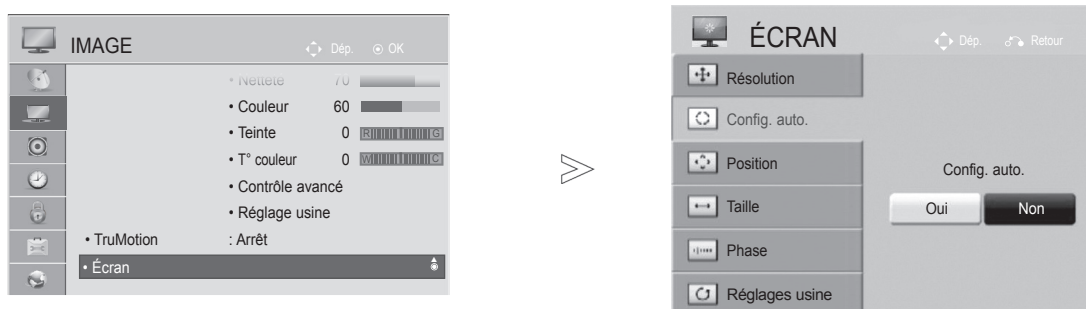 IMAGE
Dép. OK
• Netteté 70
• Couleur 60
• Teinte 0 R G
• T° couleur 0 W C
• Contrôle avancé
• Réglage usine
• TruMotion : Arrêt
• Écran
ÉCRAN
Dép. Retour
Résolution
Config. auto.
Position
Taille
Phase
Réglages usine
Config. auto.
Oui Non